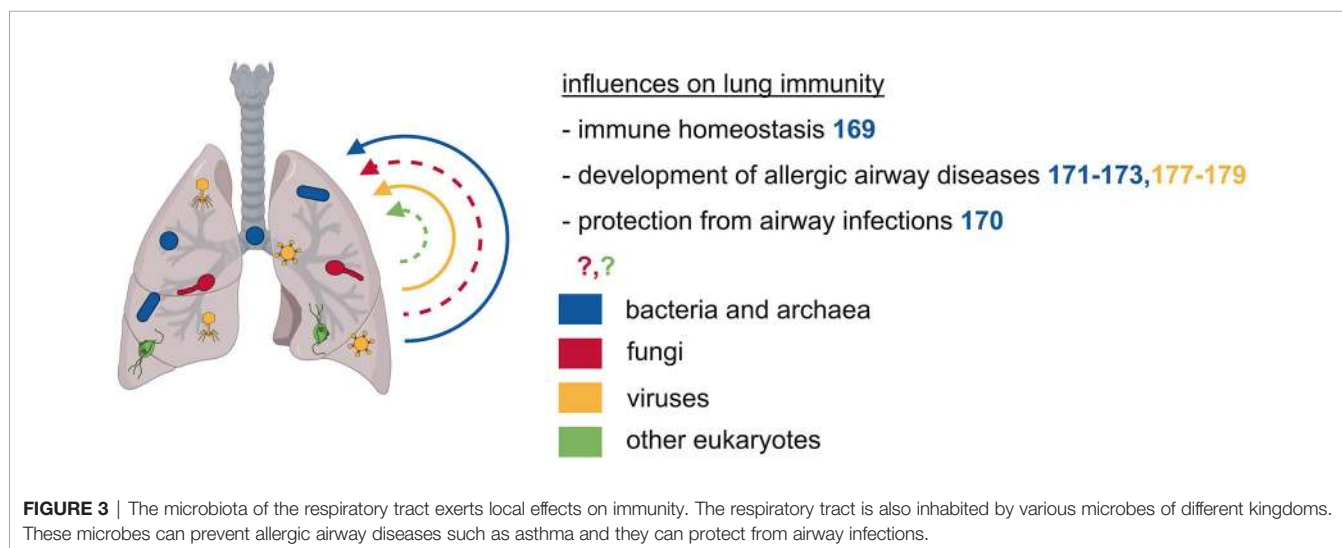 influences on lung immunity
- immune homeostasis 169
- development of allergic airway diseases 171-173,177-179
- protection from airway infections 170
?,?
bacteria and archaea
fungi
viruses
other eukaryotes
FIGURE 3 | The microbiota of the respiratory tract exerts local effects on immunity. The respiratory tract is also inhabited by various microbes of different kingdoms.
These microbes can prevent allergic airway diseases such as asthma and they can protect from airway infections.